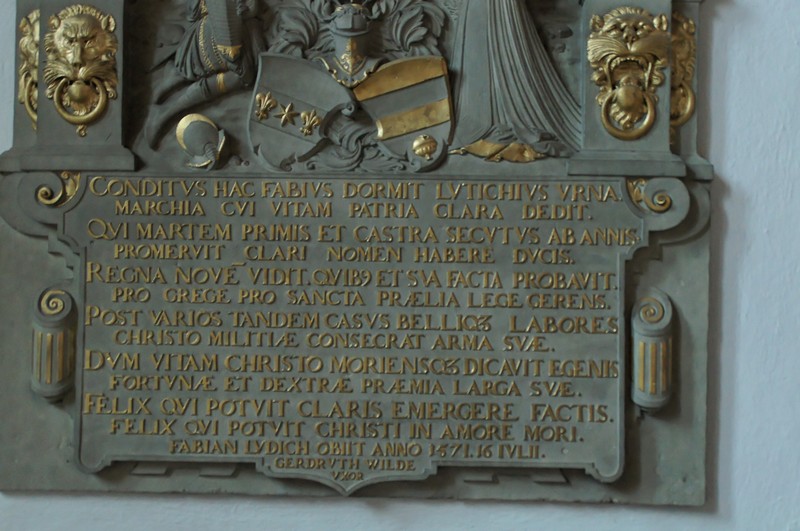 CONDITVS HAC FABIVS DORMIT LVTICHIVS VRNA
MARCHIA CVI VITAM PATRIA CLARA DEDIT.
QVI MARTEM PRIMIS ET CASTRA SECVTVS AB ANNIS
PROMERVIT CLARI NOMEN HABERE DVCIS.
REGNA NOVĒ VIDIT, QVIB9 ET SVA FACTA PROBAVIT.
PRO GREGE PRO SANCTA PRÆLIA LEGE GERENS.
POST VARIOS TANDEM CASVS BELLIQꝫ LABORES
CHRISTO MILITIÆ CONSECRAT ARMA SVÆ.
DVM VITAM CHRISTO MORIENSQꝫ DICAVIT EGENIS
FORTVNÆ ET DEXTRÆ PRÆMIA LARGA SVÆ.
FELIX QVI POTVIT CLARIS EMERGERE FACTIS.
FELIX QVI POTVIT CHRISTI IN AMORE MORI.
FABIAN LVDICH OBIIT ANNO 1571. 16 IVLII.
GERDRVTH WILDE
VXOR